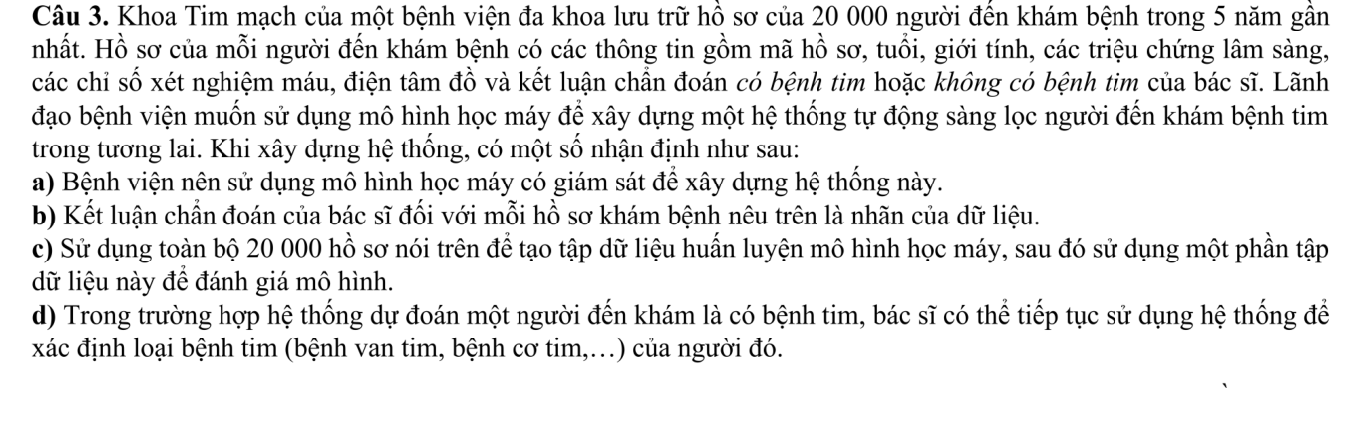 Câu 3. Khoa Tim mạch của một bệnh viện đa khoa lưu trữ hồ sơ của 20 000 người đến khám bệnh trong 5 năm gần
nhất. Hồ sơ của mỗi người đến khám bệnh có các thông tin gồm mã hồ sơ, tuổi, giới tính, các triệu chứng lâm sàng,
các chỉ số xét nghiệm máu, điện tâm đồ và kết luận chẩn đoán có bệnh tim hoặc không có bệnh tim của bác sĩ. Lãnh
đạo bệnh viện muốn sử dụng mô hình học máy để xây dựng một hệ thống tự động sàng lọc người đến khám bệnh tim
trong tương lai. Khi xây dựng hệ thống, có một số nhận định như sau:
a) Bệnh viện nên sử dụng mô hình học máy có giám sát để xây dựng hệ thống này.
b) Kết luận chẩn đoán của bác sĩ đối với mỗi hồ sơ khám bệnh nêu trên là nhãn của dữ liệu.
c) Sử dụng toàn bộ 20 000 hồ sơ nói trên để tạo tập dữ liệu huấn luyện mô hình học máy, sau đó sử dụng một phần tập
dữ liệu này để đánh giá mô hình.
d) Trong trường hợp hệ thống dự đoán một người đến khám là có bệnh tim, bác sĩ có thể tiếp tục sử dụng hệ thống để
xác định loại bệnh tim (bệnh van tim, bệnh cơ tim,…) của người đó.